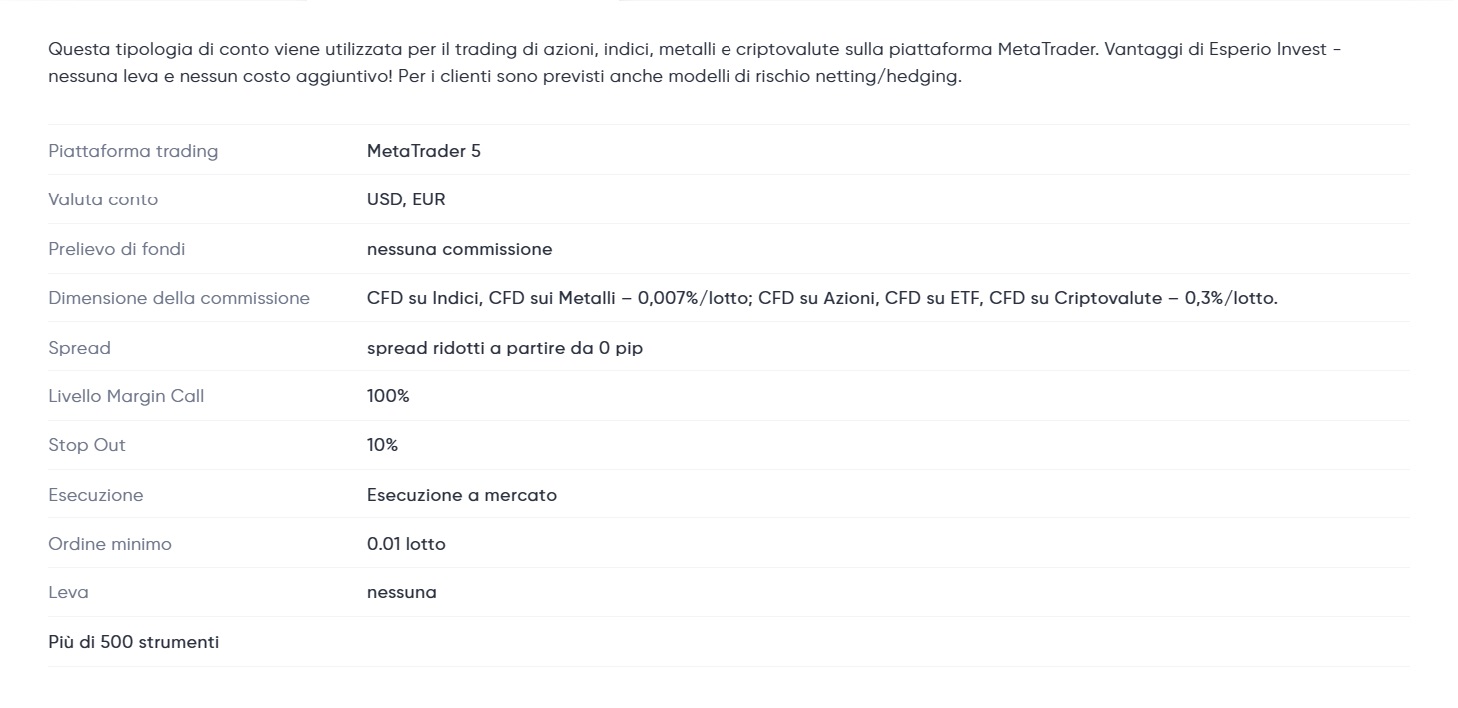 Questa tipologia di conto viene utilizzata per il trading di azioni, indici, metalli e criptovalute sulla piattaforma MetaTrader. Vantaggi di Esperio Invest -
nessuna leva e nessun costo aggiuntivo! Per i clienti sono previsti anche modelli di rischio netting/hedging.
Piattaforma trading MetaTrader 5
Valuta conto USD, EUR
Prelievo di fondi nessuna commissione
Dimensione della commissione CFD su Indici, CFD sui Metalli – 0,007%/lotto; CFD su Azioni, CFD su ETF, CFD su Criptovalute – 0,3%/lotto.
Spread spread ridotti a partire da 0 pip
Livello Margin Call 100%
Stop Out 10%
Esecuzione Esecuzione a mercato
Ordine minimo 0.01 lotto
Leva nessuna
Più di 500 strumenti